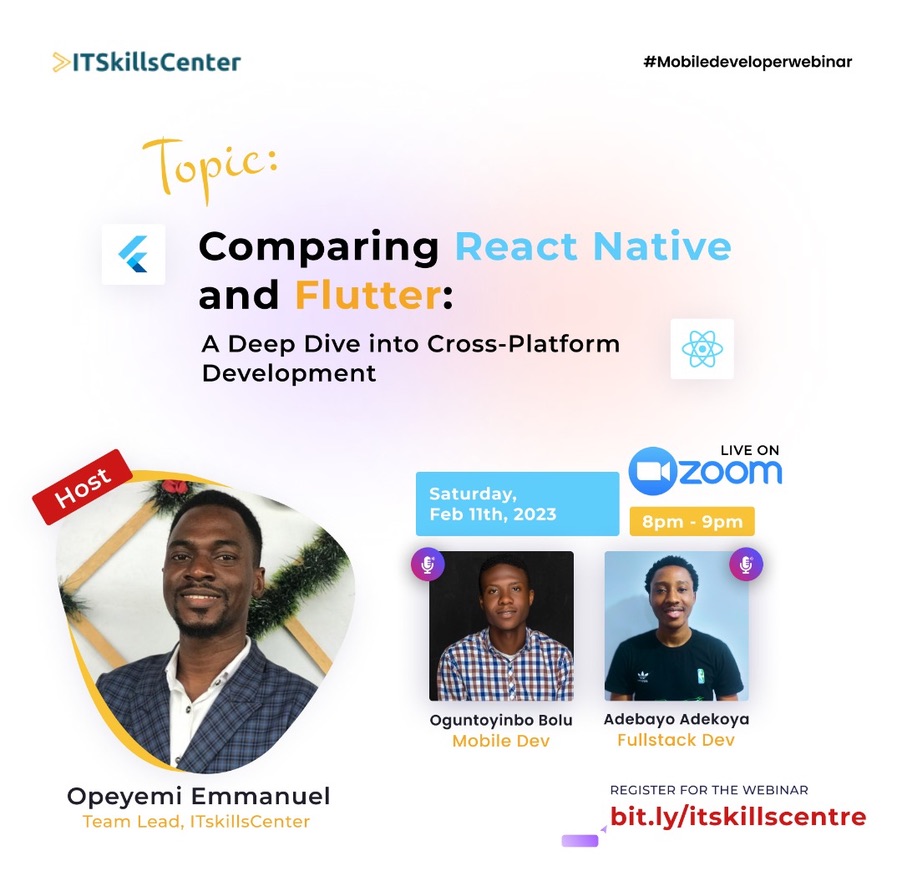 ITSkillsCenter
#Mobiledeveloperwebinar
Topic:
Comparing React Native
and Flutter:
A Deep Dive into Cross-Platform
Development
Host
LIVE ON
zoom
Saturday,
Feb 11th, 2023
8pm - 9pm
Oguntoyinbo Bolu
Mobile Dev
Adebayo Adekoya
Fullstack Dev
Opeyemi Emmanuel
Team Lead, ITskillsCenter
REGISTER FOR THE WEBINAR
bit.ly/itskillscentre